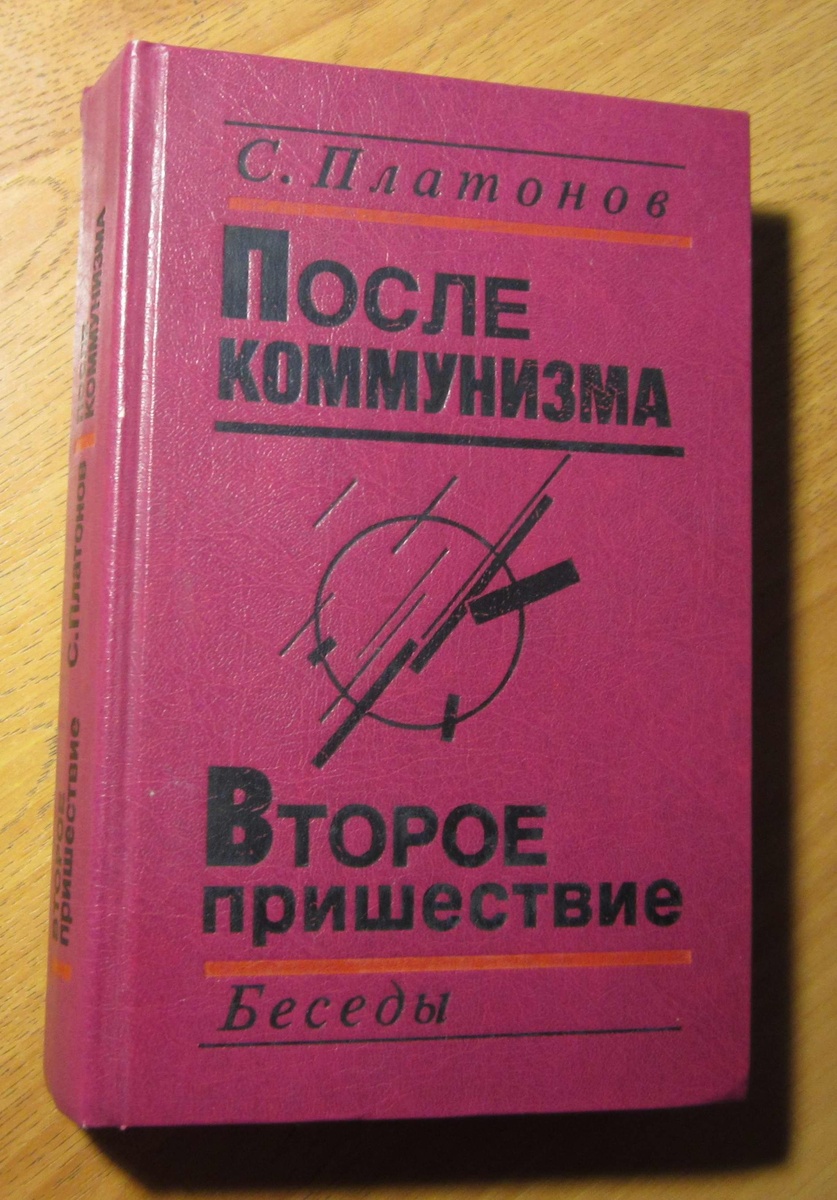 С. Платонов
После
коммунизма
Второе
пришествие
Беседы
Второе
пришествие
С. Платонов
После
коммунизма